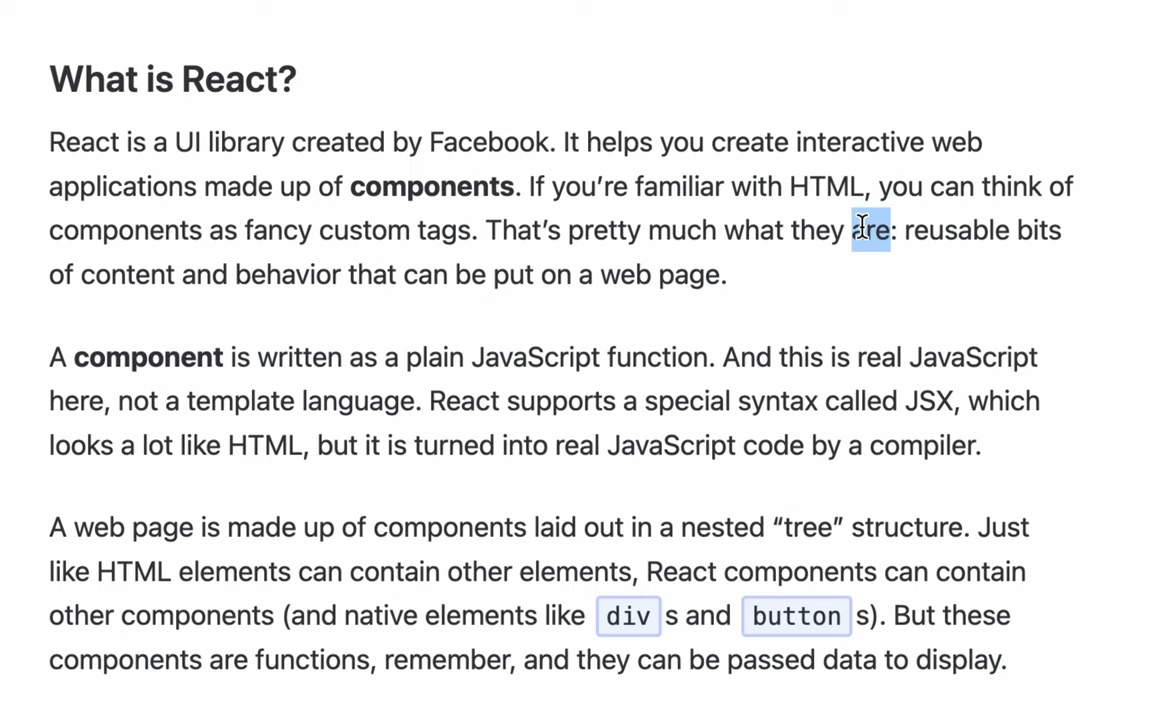 What is React?
React is a UI library created by Facebook. It helps you create interactive web
applications made up of components. If you’re familiar with HTML, you can think of
components as fancy custom tags. That’s pretty much what they are: reusable bits
of content and behavior that can be put on a web page.
A component is written as a plain JavaScript function. And this is real JavaScript
here, not a template language. React supports a special syntax called JSX, which
looks a lot like HTML, but it is turned into real JavaScript code by a compiler.
A web page is made up of components laid out in a nested “tree” structure. Just
like HTML elements can contain other elements, React components can contain
other components (and native elements like div s and button s). But these
components are functions, remember, and they can be passed data to display.